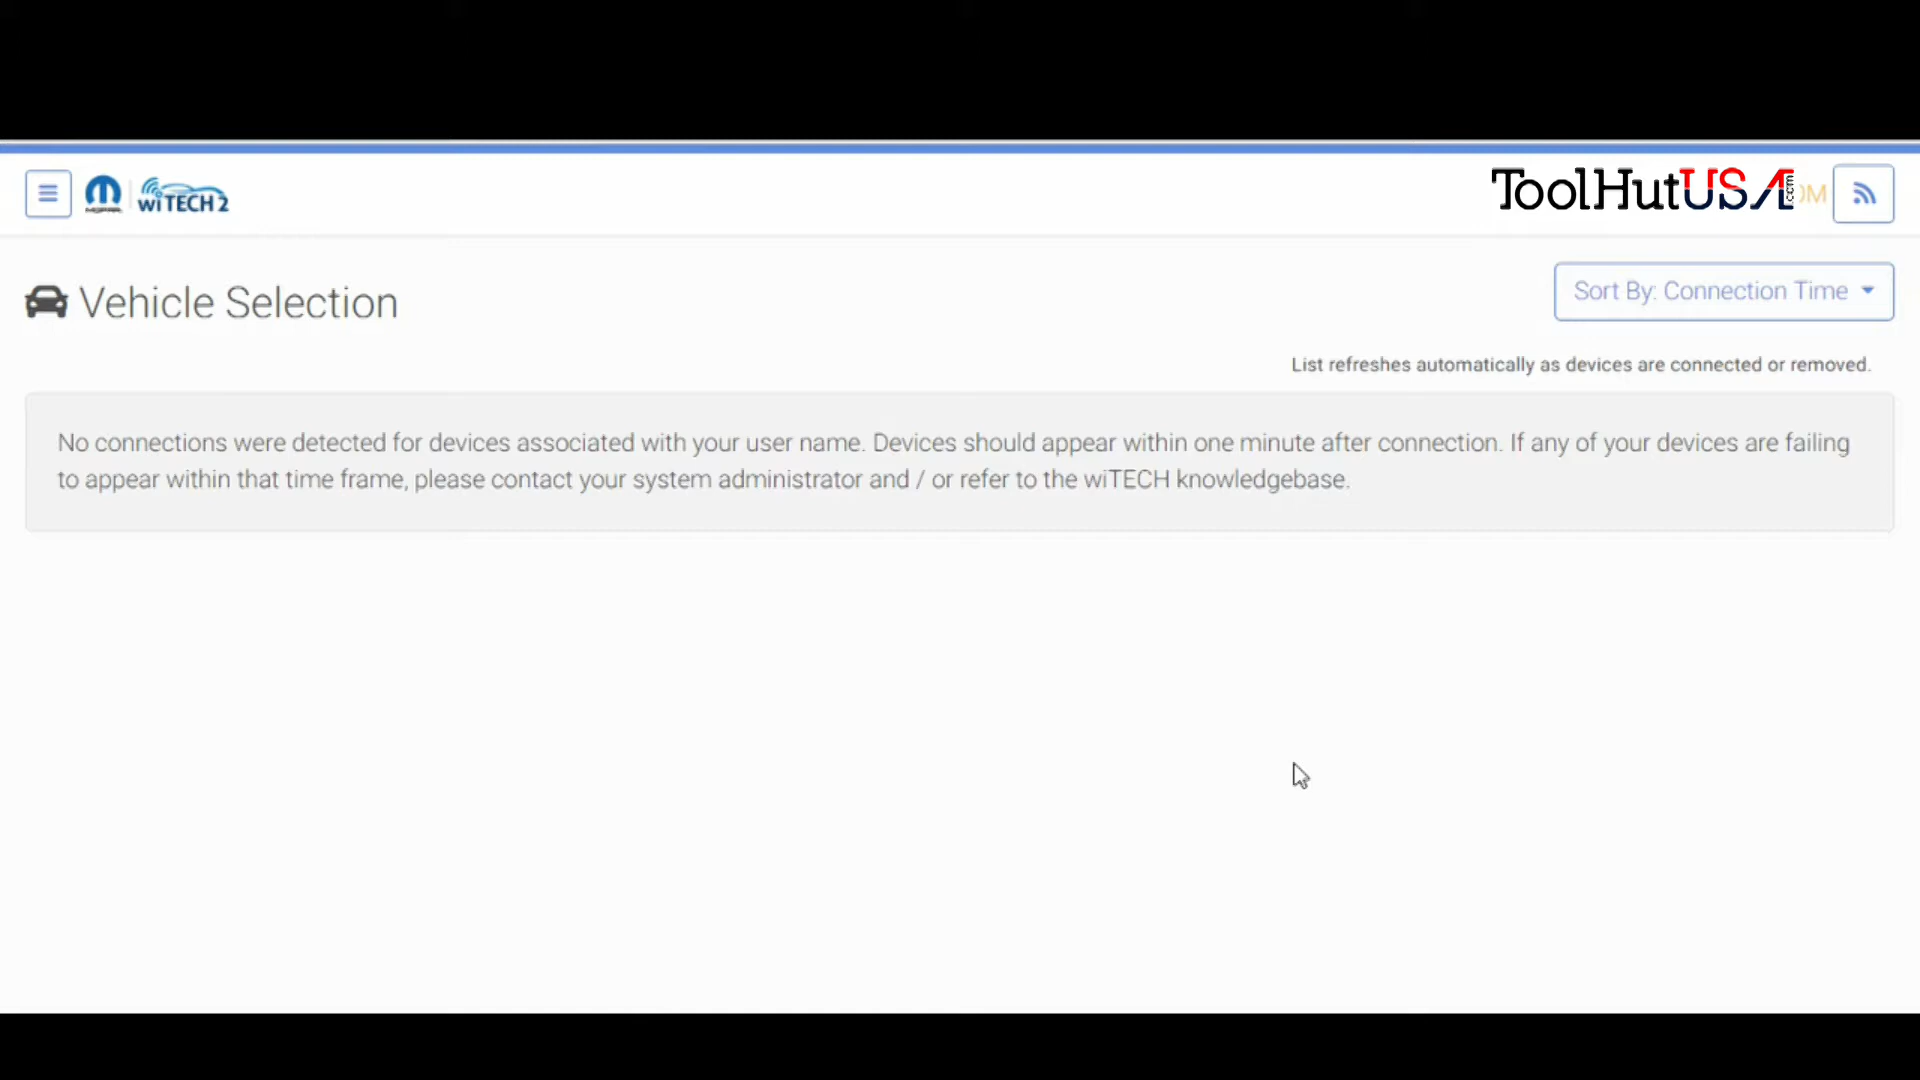 MOPAR
wiTECH 2
ToolHutUSA.com
OM
Vehicle Selection
Sort By: Connection Time
List refreshes automatically as devices are connected or removed.
No connections were detected for devices associated with your user name. Devices should appear within one minute after connection. If any of your devices are failing
to appear within that time frame, please contact your system administrator and / or refer to the wiTECH knowledgebase.